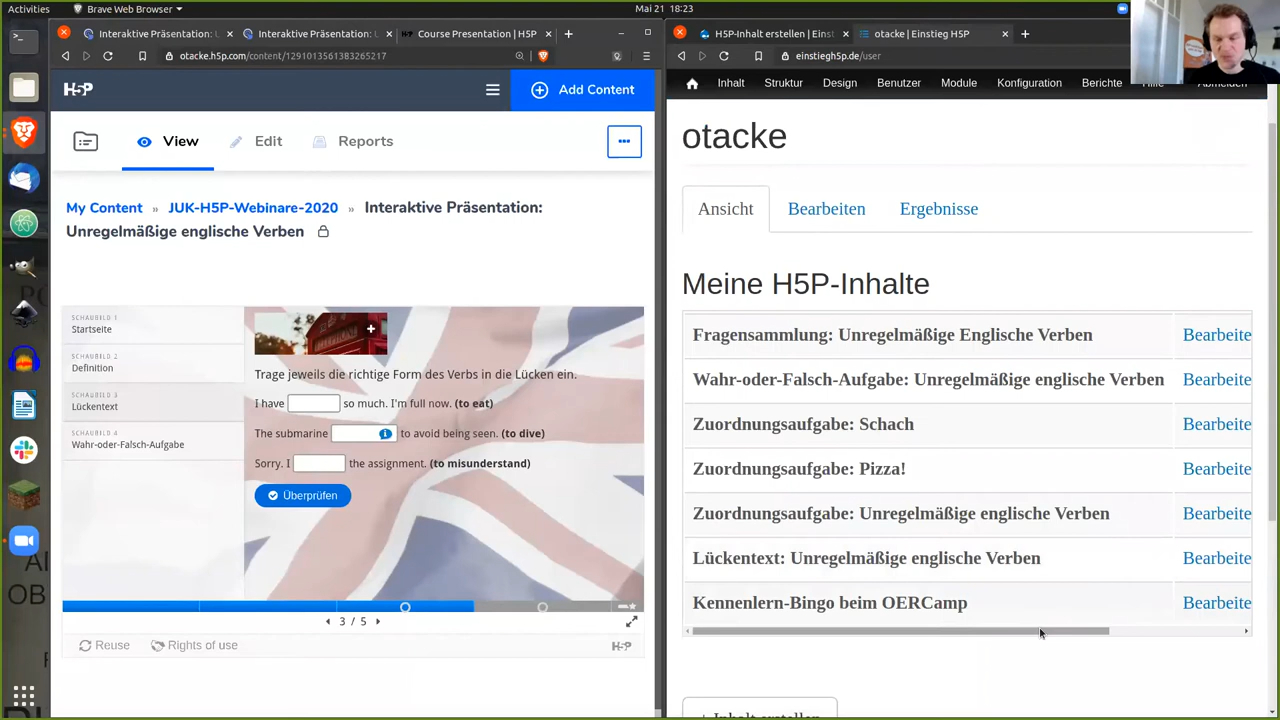 Activities
Brave Web Browser
Mai 21 18:23
Interaktive Präsentation: U
Interaktive Präsentation: U
Course Presentation | H5P
otacke.h5p.com/content/1291013561383265217
H5P
Add Content
View
Edit
Reports
My Content » JUK-H5P-Webinare-2020 » Interaktive Präsentation:
Unregelmäßige englische Verben
SCHAUBILD 1
Startseite
SCHAUBILD 2
Definition
SCHAUBILD 3
Lückentext
SCHAUBILD 4
Wahr-oder-Falsch-Aufgabe
Trage jeweils die richtige Form des Verbs in die Lücken ein.
I have so much. I'm full now. (to eat)
The submarine to avoid being seen. (to dive)
Sorry. I the assignment. (to misunderstand)
Überprüfen
3 / 5
Reuse
Rights of use
H5P
H5P-Inhalt erstellen | Einst
otacke | Einstieg H5P
einstiegh5p.de/user
Inhalt
Struktur
Design
Benutzer
Module
Konfiguration
Berichte
otacke
Ansicht
Bearbeiten
Ergebnisse
Meine H5P-Inhalte
Fragensammlung: Unregelmäßige Englische Verben
Bearbeite
Wahr-oder-Falsch-Aufgabe: Unregelmäßige englische Verben
Bearbeite
Zuordnungsaufgabe: Schach
Bearbeite
Zuordnungsaufgabe: Pizza!
Bearbeite
Zuordnungsaufgabe: Unregelmäßige englische Verben
Bearbeite
Lückentext: Unregelmäßige englische Verben
Bearbeite
Kennenlern-Bingo beim OERCamp
Bearbeite
+ Inhalt erstellen